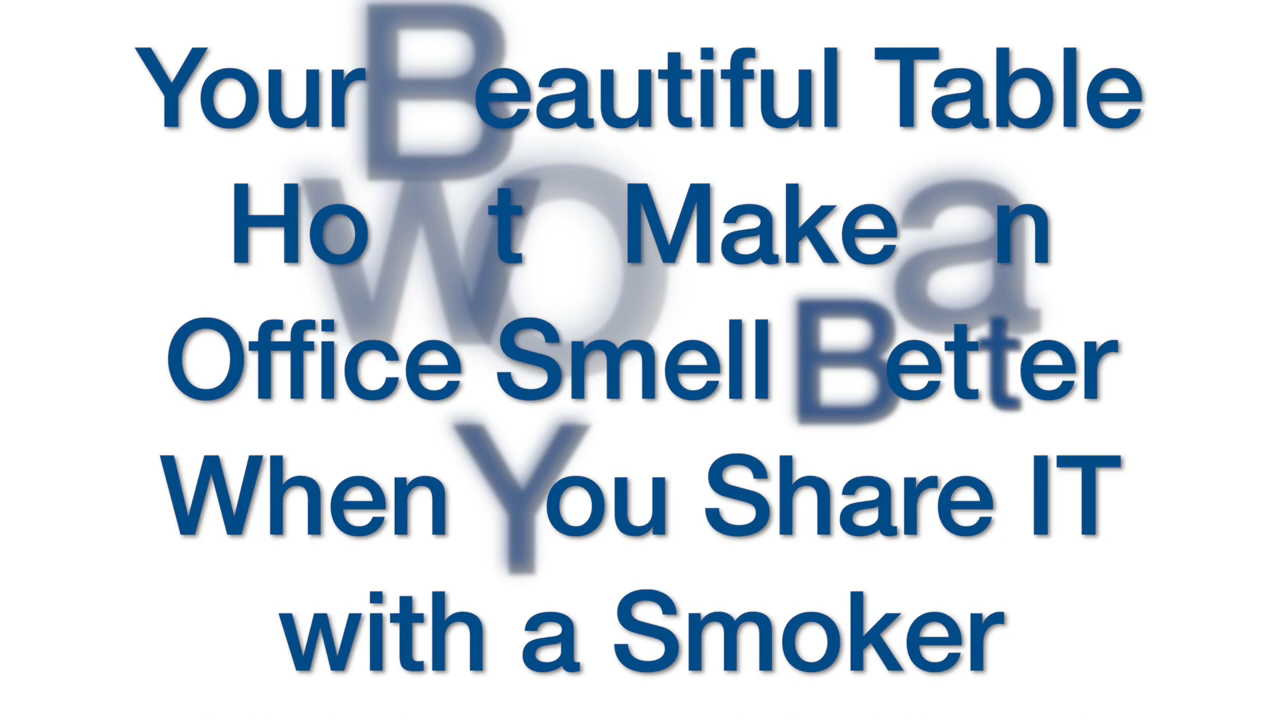 Your Beautiful Table
How to Make an
Office Smell Better
When You Share IT
with a Smoker